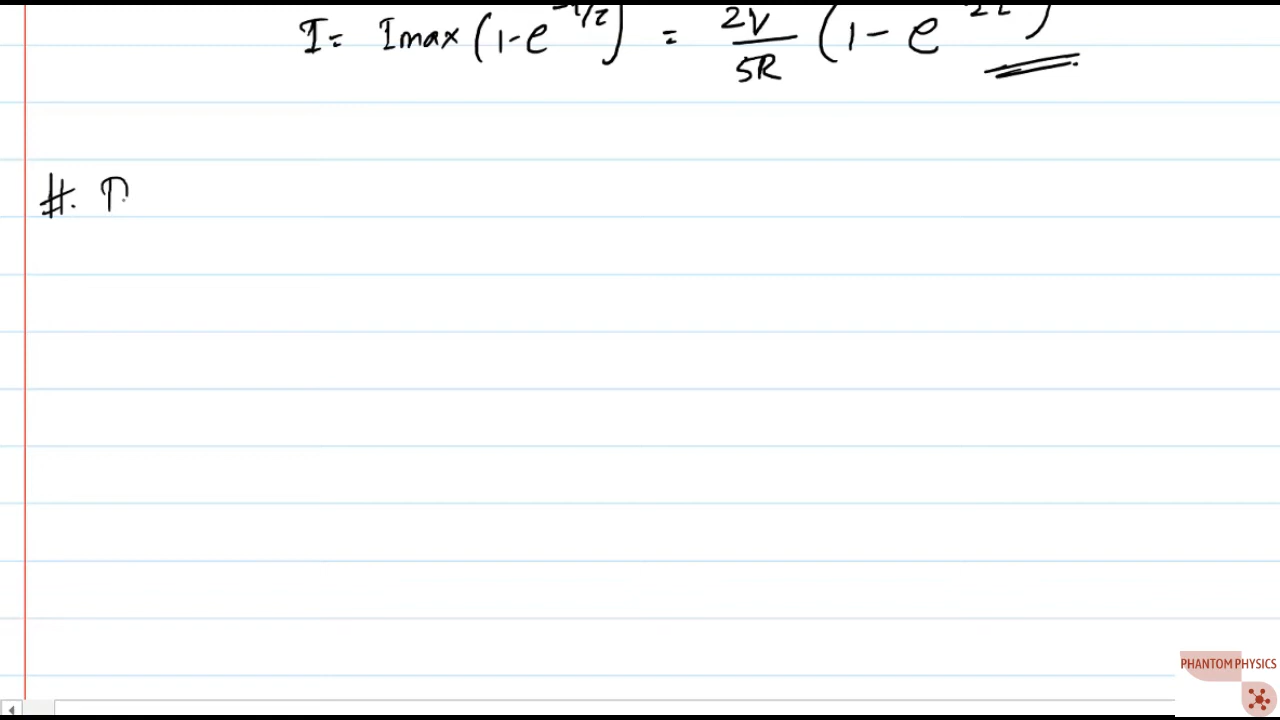 I = Imax (1 - e^{-t/τ}) = 2V/5R (1 - e
#.
PHANTOM PHYSICS